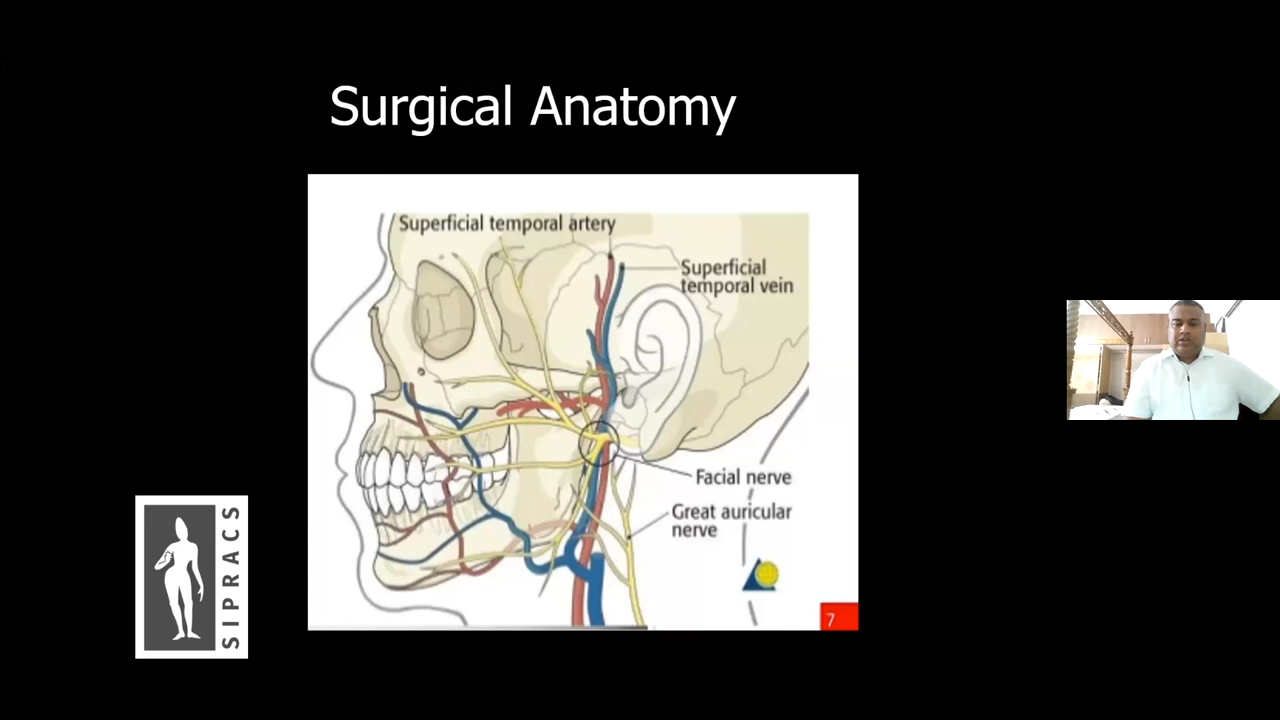 Surgical Anatomy
Superficial temporal artery
Superficial
temporal vein
Facial nerve
Great auricular
nerve
7
SIPRACS